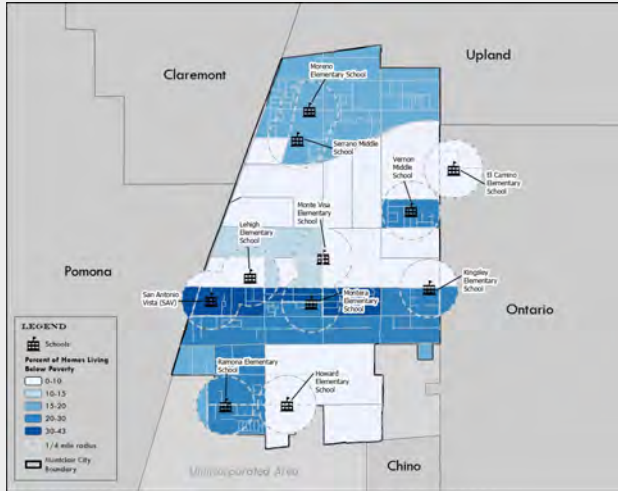 Upland
Claremont
Moreno
Elementary School
Serrano Middle
School
Vernon
Middle
School
El Camino
Elementary
School
Monte Visa
Elementary
School
Lehigh
Elementary
School
Pomona
San Antonio
Vista (SAV)
Montera
Elementary
School
Kingsley
Elementary
School
Ontario
LEGEND
Schools
Percent of Homes Living
Below Poverty
0-10
10-15
15-20
20-30
30-43
1/4 mile radius
Montclair City
Boundary
Ramona Elementary
School
Howard
Elementary
School
Unincorporated Area
Chino